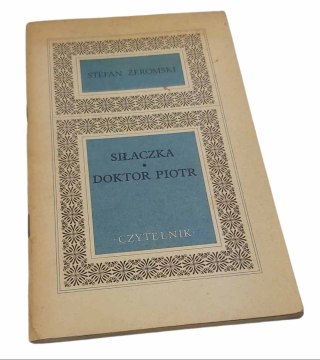 STEFAN ŻEROMSKI
SIŁACZKA
•
DOKTOR PIOTR
·CZYTELNIK·